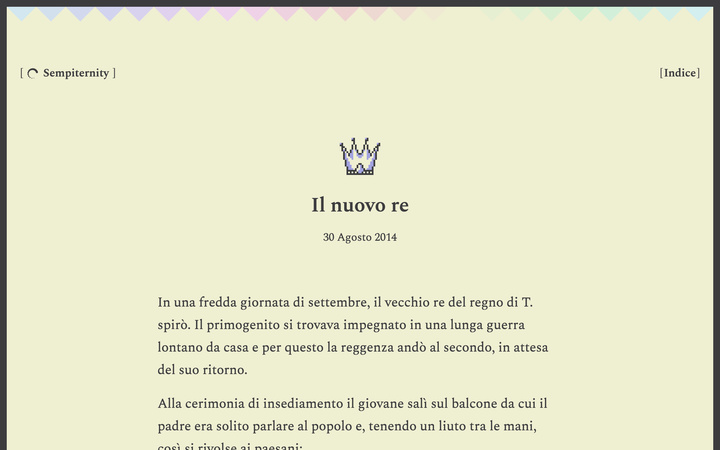 [ Sempiternity ]
[Indice]
Il nuovo re
30 Agosto 2014
In una fredda giornata di settembre, il vecchio re del regno di T.
spirò. Il primogenito si trovava impegnato in una lunga guerra
lontano da casa e per questo la reggenza andò al secondo, in attesa
del suo ritorno.
Alla cerimonia di insediamento il giovane salì sul balcone da cui il
padre era solito parlare al popolo e, tenendo un liuto tra le mani,
così si rivolse ai paesani: